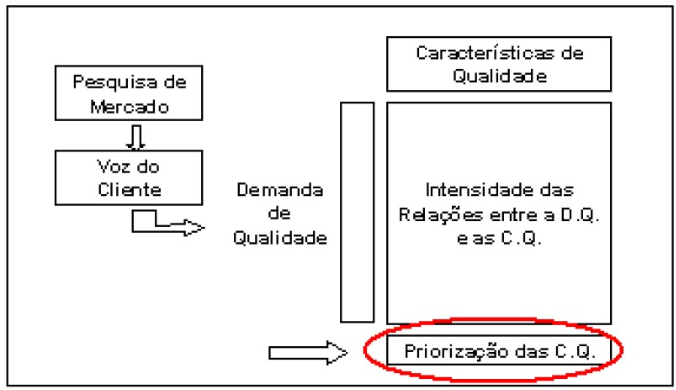 Pesquisa de
Mercado
Voz do
Cliente
Demanda
de
Qualidade
Características de
Qualidade
Intensidade das
Relações entre a D.Q.
e as C.Q.
Priorização das C.Q.